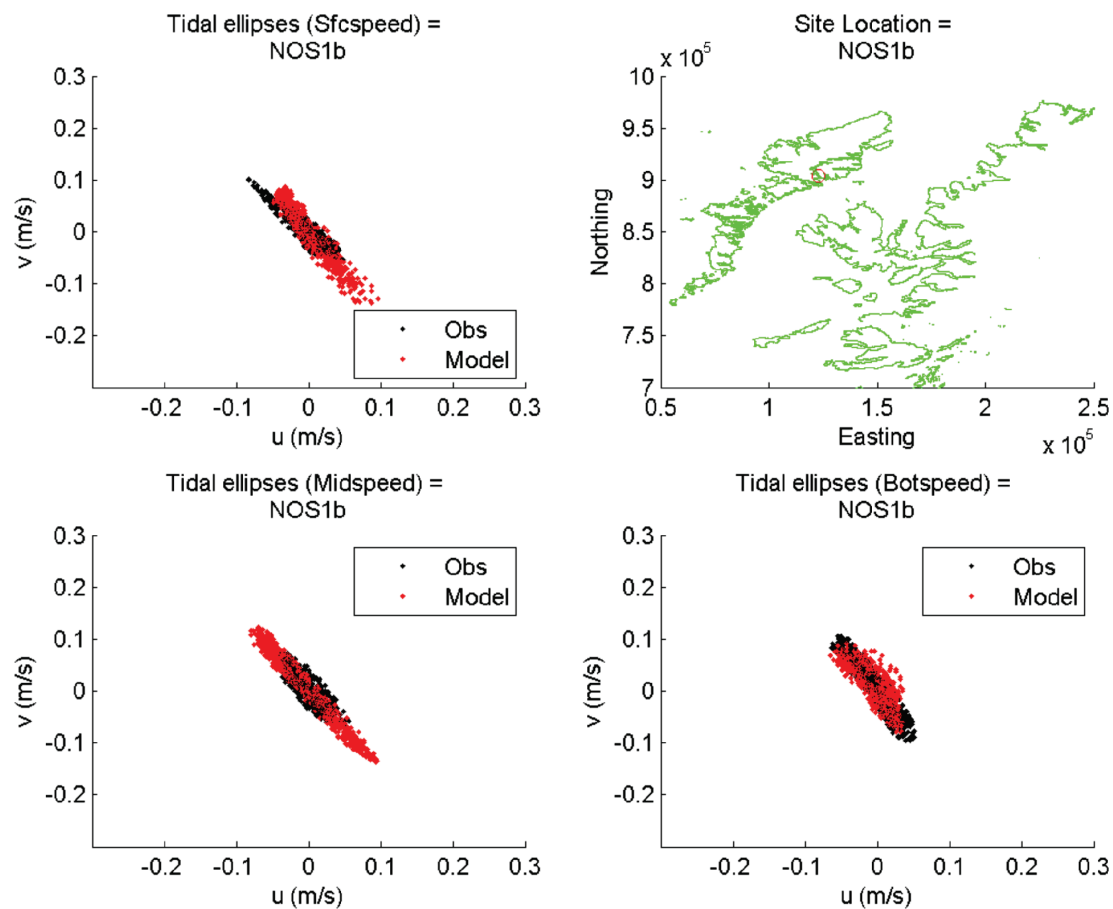 Tidal ellipses (Sfcspeed) =
NOS1b
0.3
0.2
0.1
0
-0.1
-0.2
v (m/s)
-0.2 -0.1 0 0.1 0.2 0.3
u (m/s)
Obs
Model
Site Location =
NOS1b
x 10^5
10
9.5
9
8.5
8
7.5
7
Northing
0.5 1 1.5 2 2.5
Easting
x 10^5
Tidal ellipses (Midspeed) =
NOS1b
0.3
0.2
0.1
0
-0.1
-0.2
v (m/s)
-0.2 -0.1 0 0.1 0.2 0.3
u (m/s)
Obs
Model
Tidal ellipses (Botspeed) =
NOS1b
0.3
0.2
0.1
0
-0.1
-0.2
v (m/s)
-0.2 -0.1 0 0.1 0.2 0.3
u (m/s)
Obs
Model